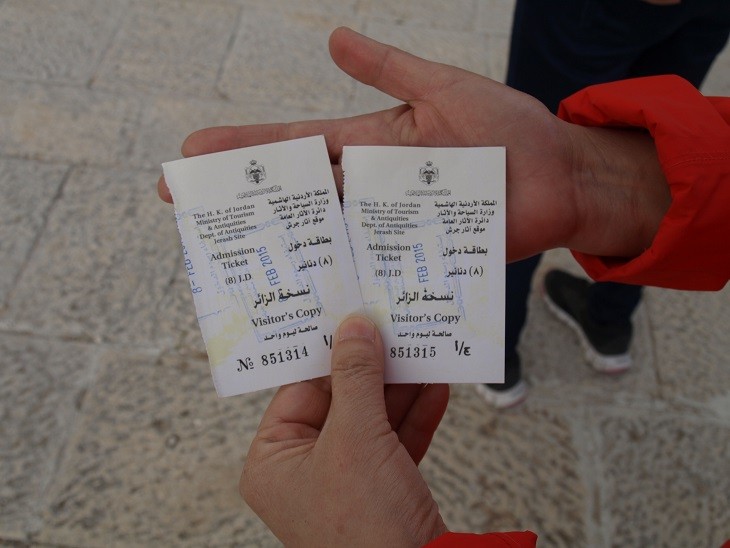 The H. K. of Jordan
Ministry of Tourism
& Antiquities
Dept. of Antiquities
Jerash Site
المملكة الأردنية الهاشمية
وزارة السياحة والآثار
دائرة الآثار العامة
موقع آثار جرش
Admission
Ticket
(8) J.D
بطاقة دخول
(٨) دنانير
FEB 2015
نسخة الزائر
Visitor's Copy
صالحة ليوم واحد
№ 851314
The H. K. of Jordan
Ministry of Tourism
& Antiquities
Dept. of Antiquities
Jerash Site
المملكة الأردنية الهاشمية
وزارة السياحة والآثار
دائرة الآثار العامة
موقع آثار جرش
Admission
Ticket
(8) J.D
بطاقة دخول
(٨) دنانير
FEB 2015
نسخة الزائر
Visitor's Copy
صالحة ليوم واحد
851315 أ/ع